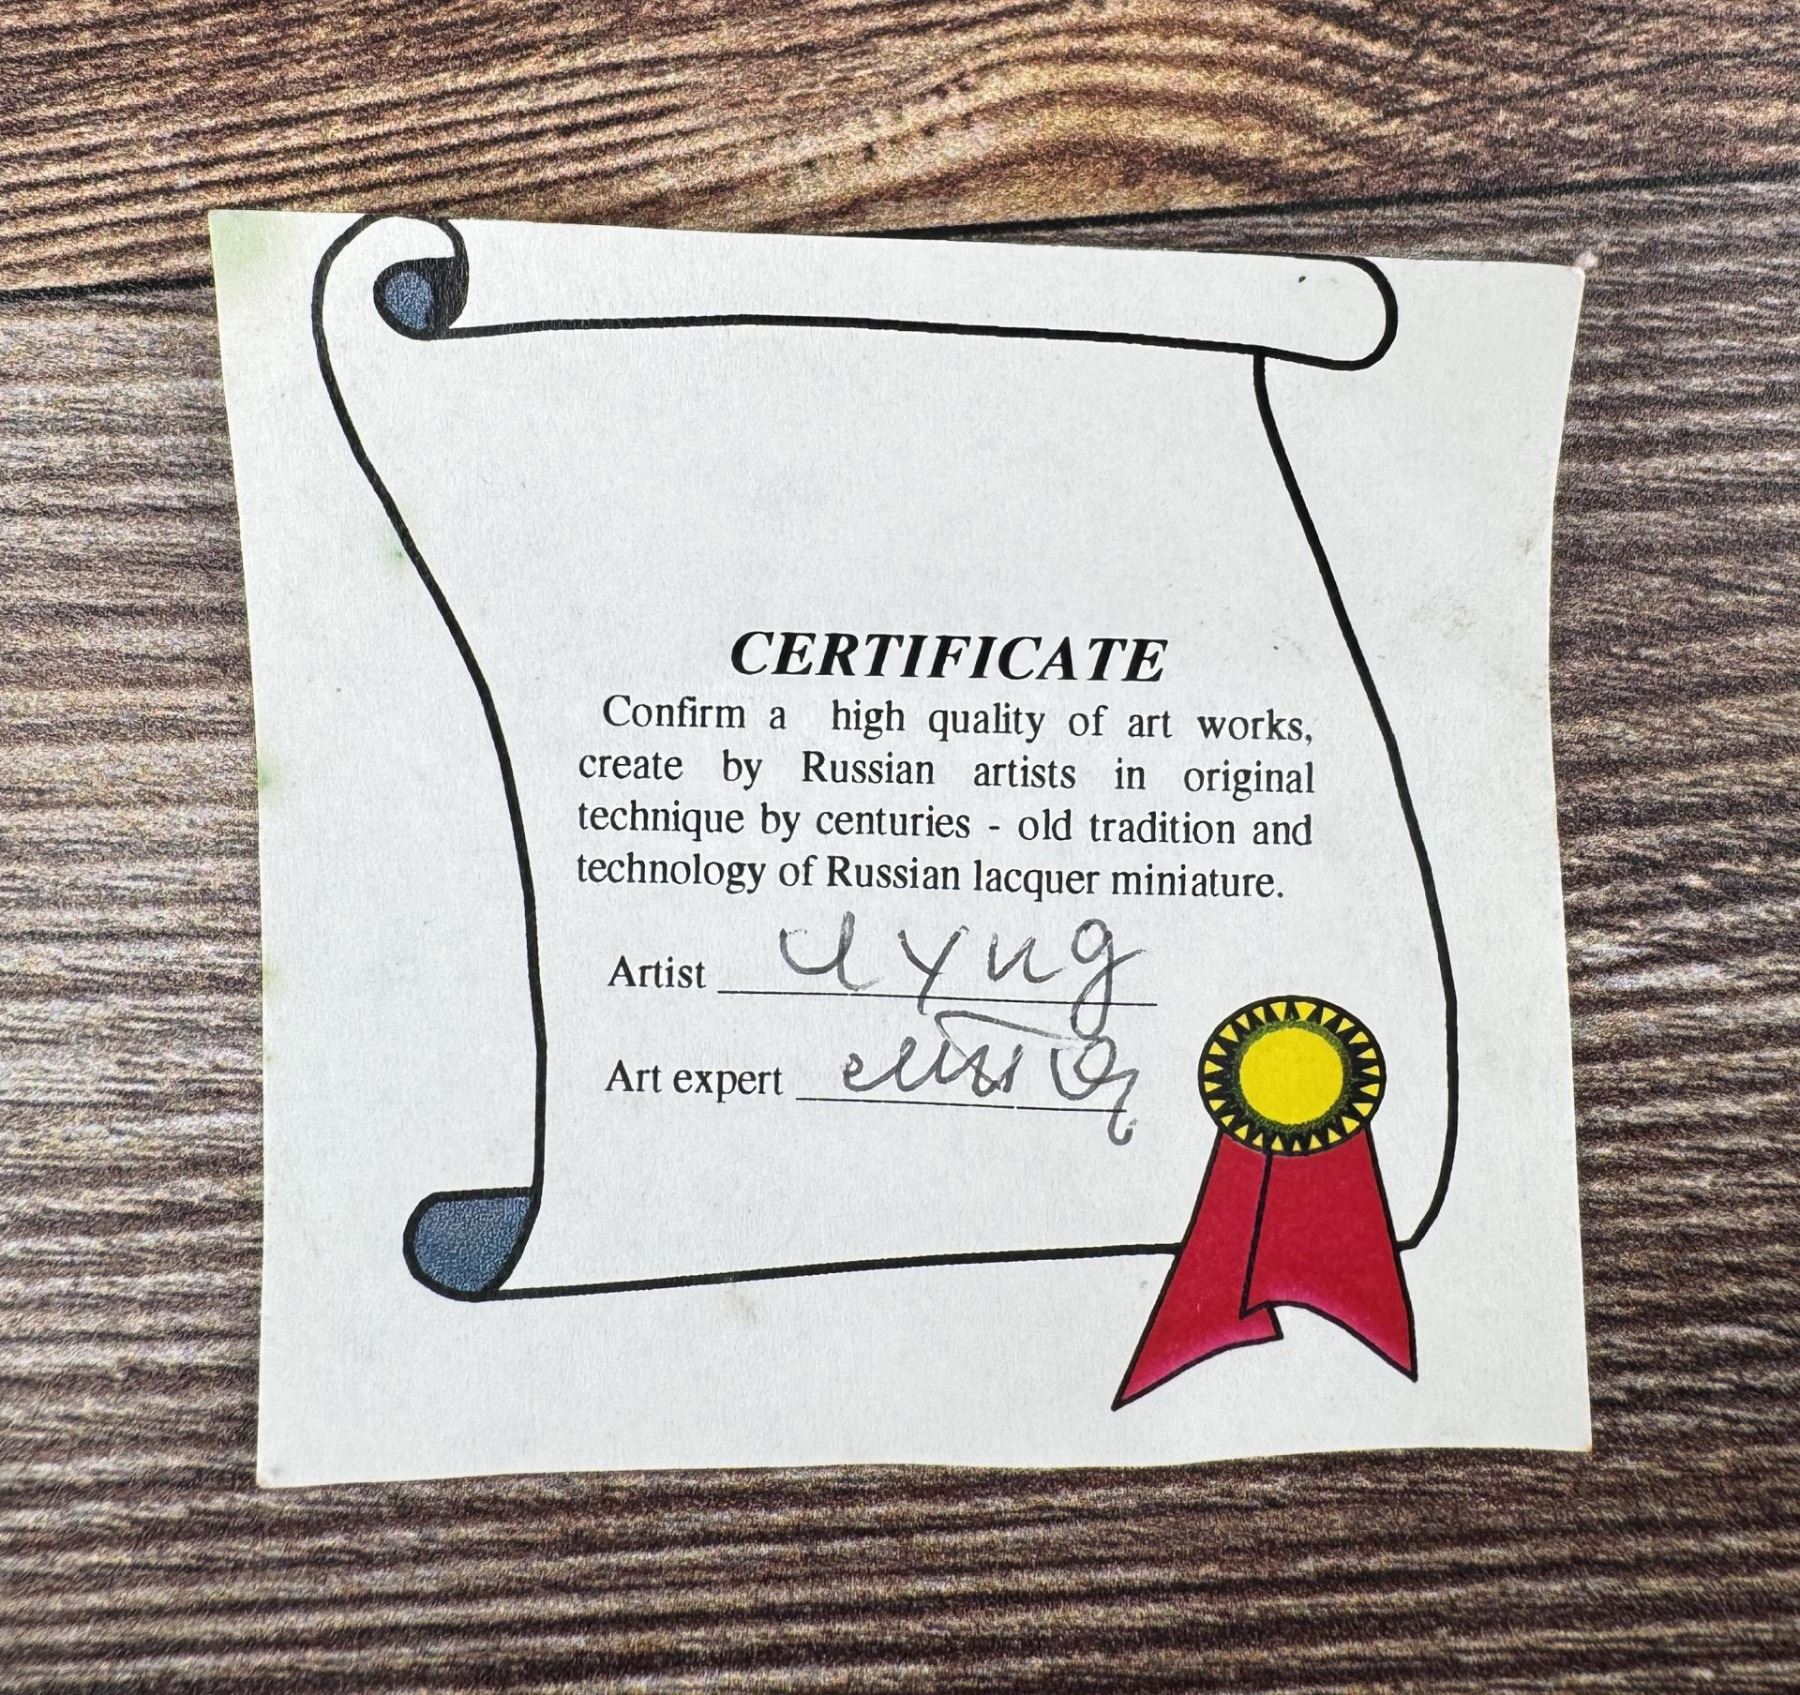 CERTIFICATE
Confirm a high quality of art works,
create by Russian artists in original
technique by centuries - old tradition and
technology of Russian lacquer miniature.
Artist
Art expert